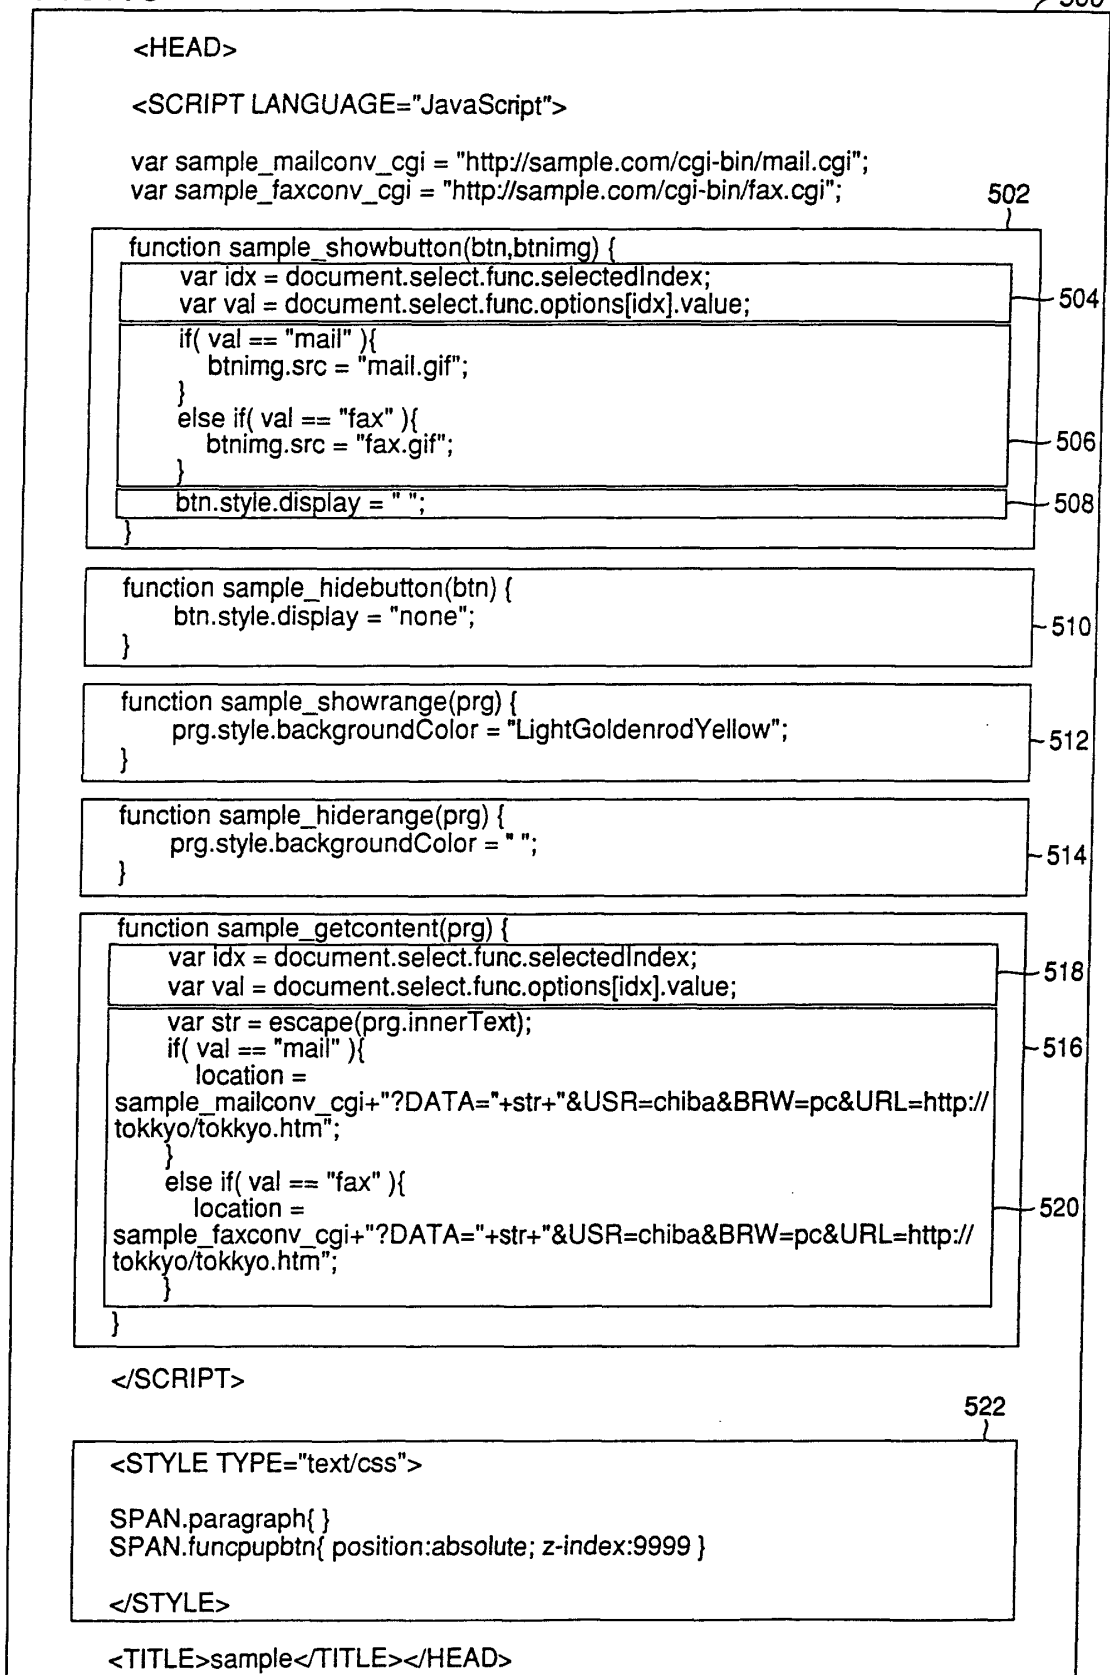 500
<HEAD>
<SCRIPT LANGUAGE="JavaScript">
var sample_mailconv_cgi = "http://sample.com/cgi-bin/mail.cgi";
var sample_faxconv_cgi = "http://sample.com/cgi-bin/fax.cgi";
502
function sample_showbutton(btn,btnimg) {
var idx = document.select.func.selectedIndex;
var val = document.select.func.options[idx].value;
504
if( val == "mail" ){
btnimg.src = "mail.gif";
}
else if( val == "fax" ){
btnimg.src = "fax.gif";
}
506
btn.style.display = " ";
508
}
function sample_hidebutton(btn) {
btn.style.display = "none";
}
510
function sample_showrange(prg) {
prg.style.backgroundColor = "LightGoldenrodYellow";
}
512
function sample_hiderange(prg) {
prg.style.backgroundColor = " ";
}
514
function sample_getcontent(prg) {
var idx = document.select.func.selectedIndex;
var val = document.select.func.options[idx].value;
518
var str = escape(prg.innerText);
if( val == "mail" ){
516
location =
sample_mailconv_cgi+"?DATA="+str+"&USR=chiba&BRW=pc&URL=http://
tokkyo/tokkyo.htm";
}
else if( val == "fax" ){
location =
520
sample_faxconv_cgi+"?DATA="+str+"&USR=chiba&BRW=pc&URL=http://
tokkyo/tokkyo.htm";
}
}
</SCRIPT>
522
<STYLE TYPE="text/css">
SPAN.paragraph{ }
SPAN.funcpupbtn{ position:absolute; z-index:9999 }
</STYLE>
<TITLE>sample</TITLE></HEAD>